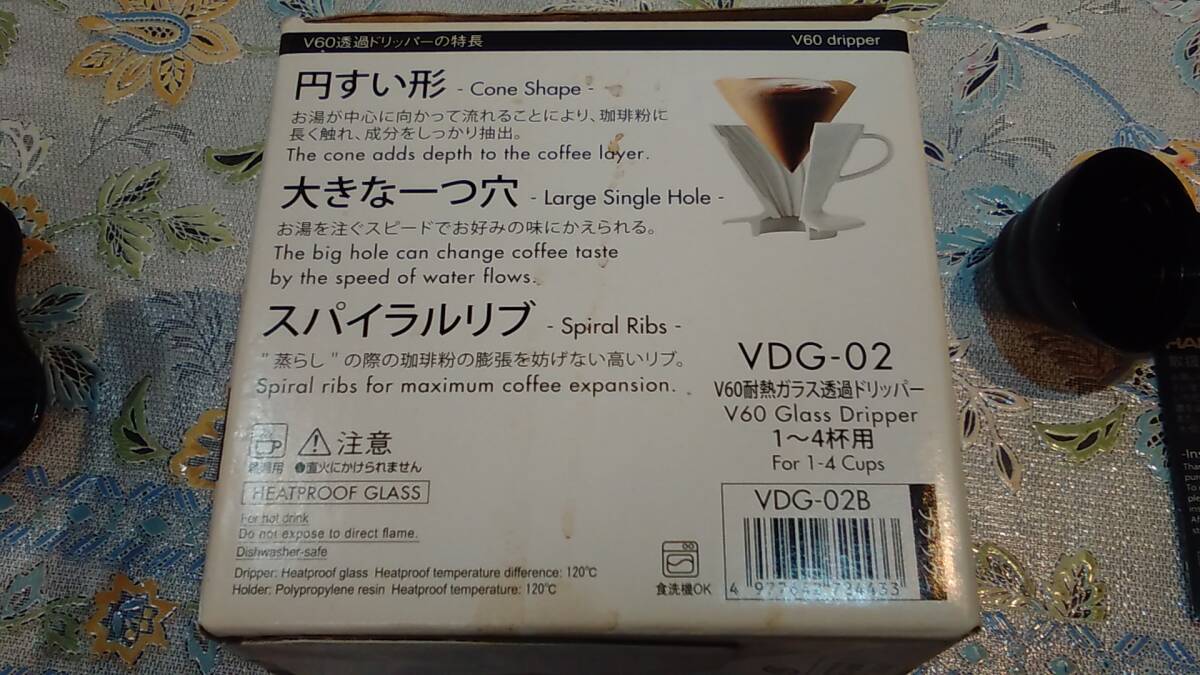 V60透過ドリッパーの特長
V60 dripper
円すい形 - Cone Shape -
お湯が中心に向かって流れることにより、珈琲粉に
長く触れ、成分をしっかり抽出。
The cone adds depth to the coffee layer.
大きな一つ穴 - Large Single Hole -
お湯を注ぐスピードでお好みの味にかえられる。
The big hole can change coffee taste
by the speed of water flows.
スパイラルリブ - Spiral Ribs -
"蒸らし"の際の珈琲粉の膨張を妨げない高いリブ。
Spiral ribs for maximum coffee expansion.
注意
熱湯用 ●直火にかけられません
HEATPROOF GLASS
For hot drink
Do not expose to direct flame.
Dishwasher-safe
Dripper: Heatproof glass Heatproof temperature difference: 120℃
Holder: Polypropylene resin Heatproof temperature: 120℃
VDG-02
V60耐熱ガラス透過ドリッパー
V60 Glass Dripper
1～4杯用
For 1-4 Cups
VDG-02B
食洗機OK